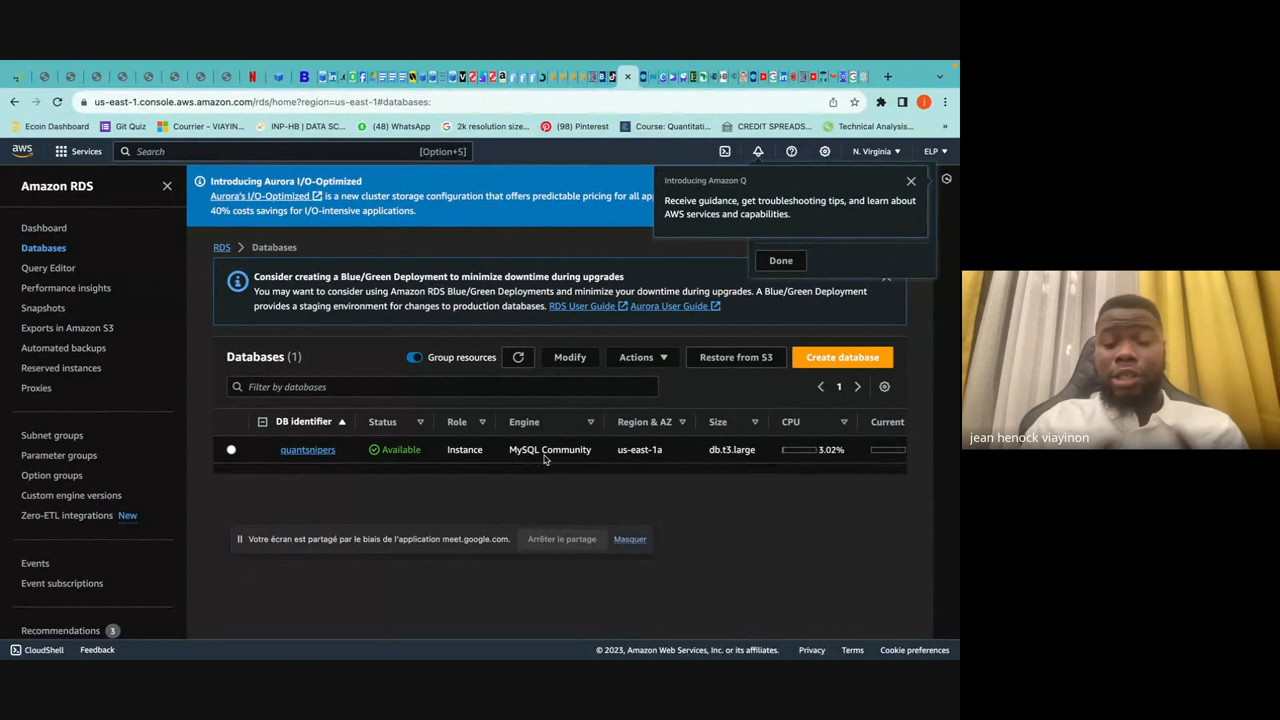 us-east-1.console.aws.amazon.com/rds/home?region=us-east-1#databases:
Ecoin Dashboard
Git Quiz
Courrier - VIAYIN...
INP-HB | DATA SC...
(48) WhatsApp
2k resolution size...
(98) Pinterest
Course: Quantitati...
CREDIT SPREADS...
Technical Analysis...
»
aws
Services
Search
[Option+S]
N. Virginia
ELP
Amazon RDS
Dashboard
Databases
Query Editor
Performance insights
Snapshots
Exports in Amazon S3
Automated backups
Reserved instances
Proxies
Subnet groups
Parameter groups
Option groups
Custom engine versions
Zero-ETL integrations New
Events
Event subscriptions
Recommendations 3
Introducing Aurora I/O-Optimized
Aurora's I/O-Optimized is a new cluster storage configuration that offers predictable pricing for all ap
40% costs savings for I/O-intensive applications.
Introducing Amazon Q
Receive guidance, get troubleshooting tips, and learn about
AWS services and capabilities.
Done
RDS > Databases
Consider creating a Blue/Green Deployment to minimize downtime during upgrades
You may want to consider using Amazon RDS Blue/Green Deployments and minimize your downtime during upgrades. A Blue/Green Deployment
provides a staging environment for changes to production databases. RDS User Guide Aurora User Guide
Databases (1)
Group resources
Modify
Actions
Restore from S3
Create database
Filter by databases
1
DB identifier
Status
Role
Engine
Region & AZ
Size
CPU
Current
quantsnipers
Available
Instance
MySQL Community
us-east-1a
db.t3.large
3.02%
Votre écran est partagé par le biais de l'application meet.google.com.
Arrêter le partage
Masquer
CloudShell
Feedback
© 2023, Amazon Web Services, Inc. or its affiliates.
Privacy
Terms
Cookie preferences
jean henock viayinon